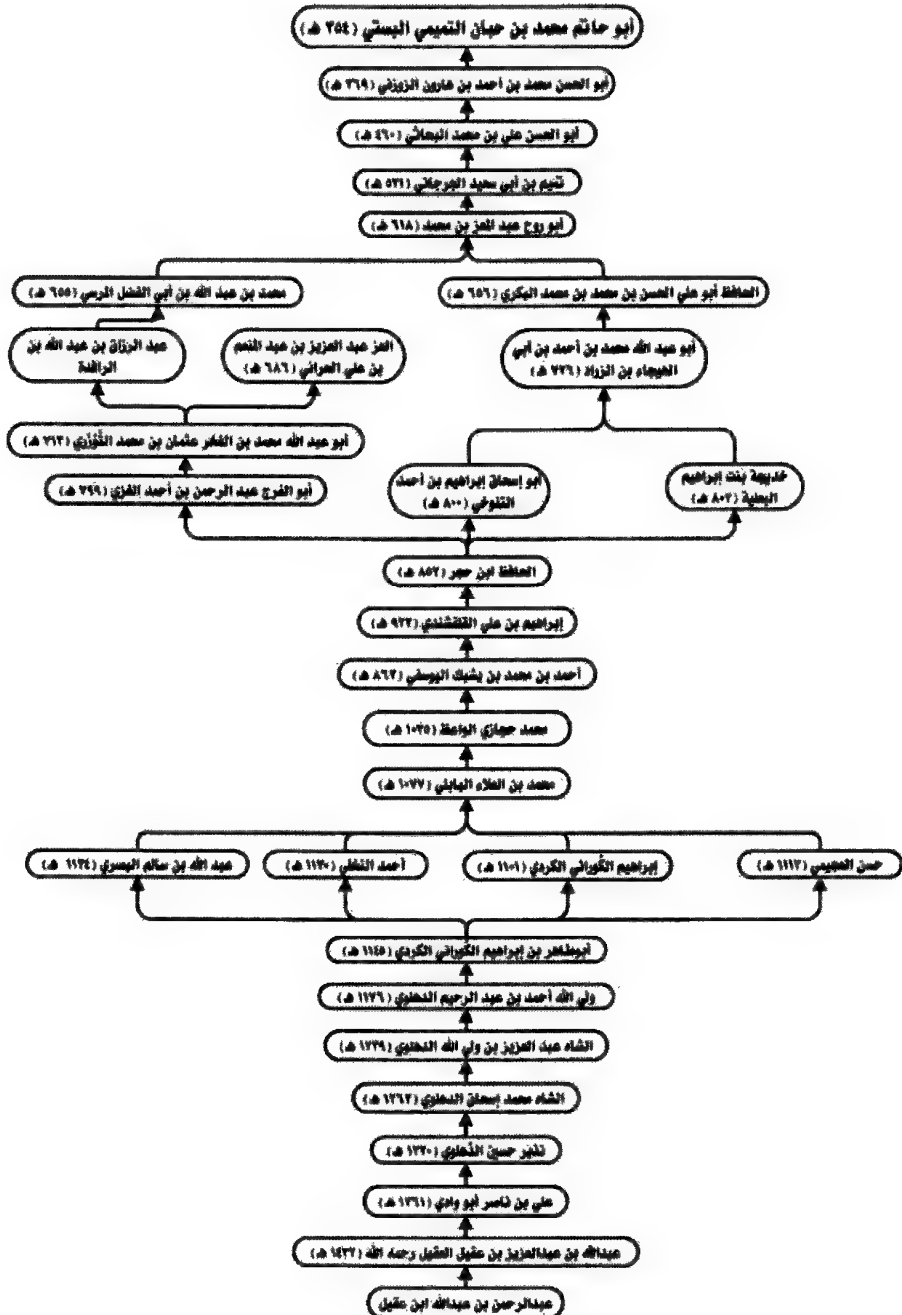 أبو حاتم محمد بن حبان التميمي البستي (٣٥٤ هـ)
أبو الحسن محمد بن أحمد بن هارون الزوزني (٣٦٩ هـ)
أبو الحسن علي بن محمد البحاثي (٤٦٠ هـ)
تميم بن أبي سعيد الجرجاني (٥٣١ هـ)
أبو روح عبد المعز بن محمد (٦١٨ هـ)
الحافظ أبو علي الحسن بن محمد بن محمد البكري (٦٥٦ هـ)
محمد بن عبد الله بن أبي الفضل المرسي (٦٥٥ هـ)
أبو عبد الله محمد بن أحمد بن أبي
الهيجاء بن الزراد (٧٢٦ هـ)
العز عبد العزيز بن عبد المنعم
بن علي الحراني (٦٨٦ هـ)
عبد الرزاق بن عبد الله بن
الراقدة
أبو عبد الله محمد بن الفخر عثمان بن محمد التَّوْزَري (٧١٣ هـ)
خديجة بنت إبراهيم
البعلية (٨٠٣ هـ)
أبو إسحاق إبراهيم بن أحمد
التنوخي (٨٠٠ هـ)
أبو الفرج عبد الرحمن بن أحمد الغزي (٧٩٩ هـ)
الحافظ ابن حجر (٨٥٢ هـ)
إبراهيم بن علي القلقشندي (٩٢٢ هـ)
أحمد بن محمد بن يشبك اليوسفي (٨٦٣ هـ)
محمد حجازي الواعظ (١٠٣٥ هـ)
محمد بن العلاء البابلي (١٠٧٧ هـ)
حسن العجيمي (١١١٣ هـ)
إبراهيم الكُوراني الكردي (١١٠١ هـ)
أحمد النخلي (١١٣٠ هـ)
عبد الله بن سالم البصري (١١٣٤ هـ)
أبوطاهر بن إبراهيم الكوراني الكردي (١١٤٥ هـ)
ولي الله أحمد بن عبد الرحيم الدهلوي (١١٧٦ هـ)
الشاه عبد العزيز بن ولي الله الدهلوي (١٢٣٩ هـ)
الشاه محمد إسحاق الدهلوي (١٢٦٢ هـ)
نذير حسين الدَّهلوي (١٣٢٠ هـ)
علي بن ناصر أبو وادي (١٣٦١ هـ)
عبدالله بن عبدالعزيز بن عقيل العقيل رحمه الله (١٤٣٢ هـ)
عبدالرحمن بن عبدالله ابن عقيل